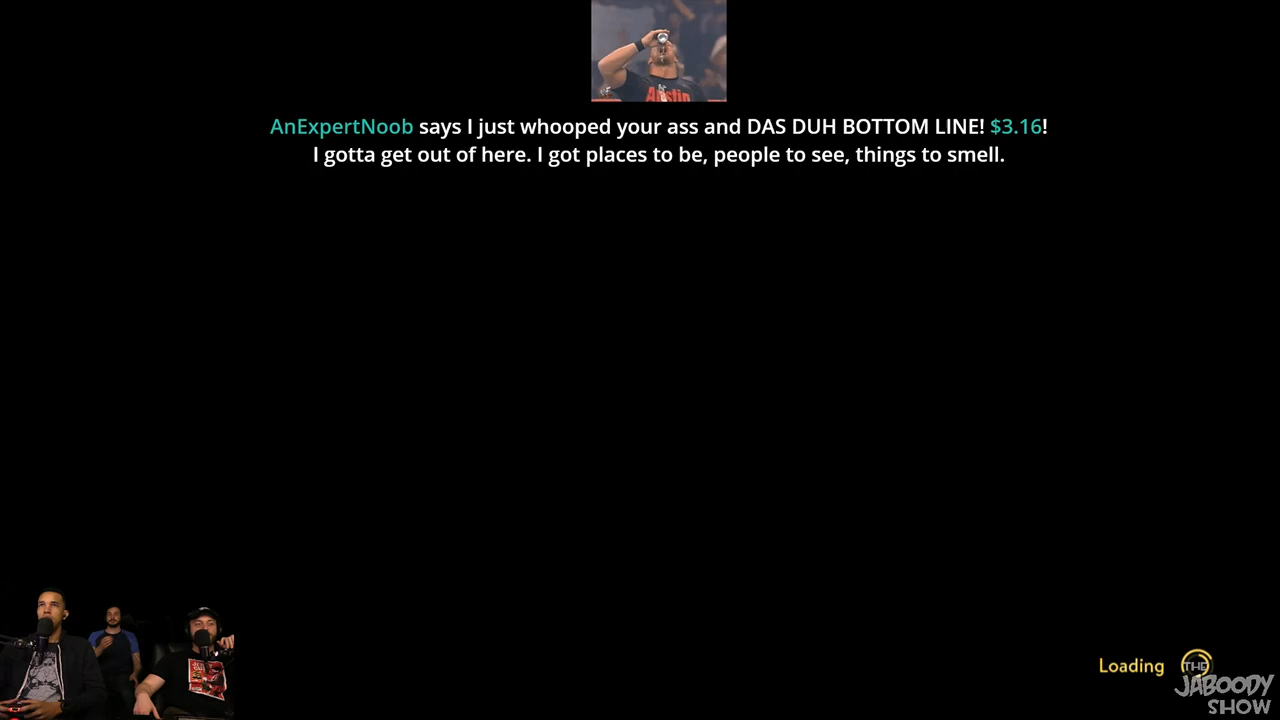 Austin
AnExpertNoob says I just whooped your ass and DAS DUH BOTTOM LINE! $3.16!
I gotta get out of here. I got places to be, people to see, things to smell.
Loading
THE
JABOODY
SHOW